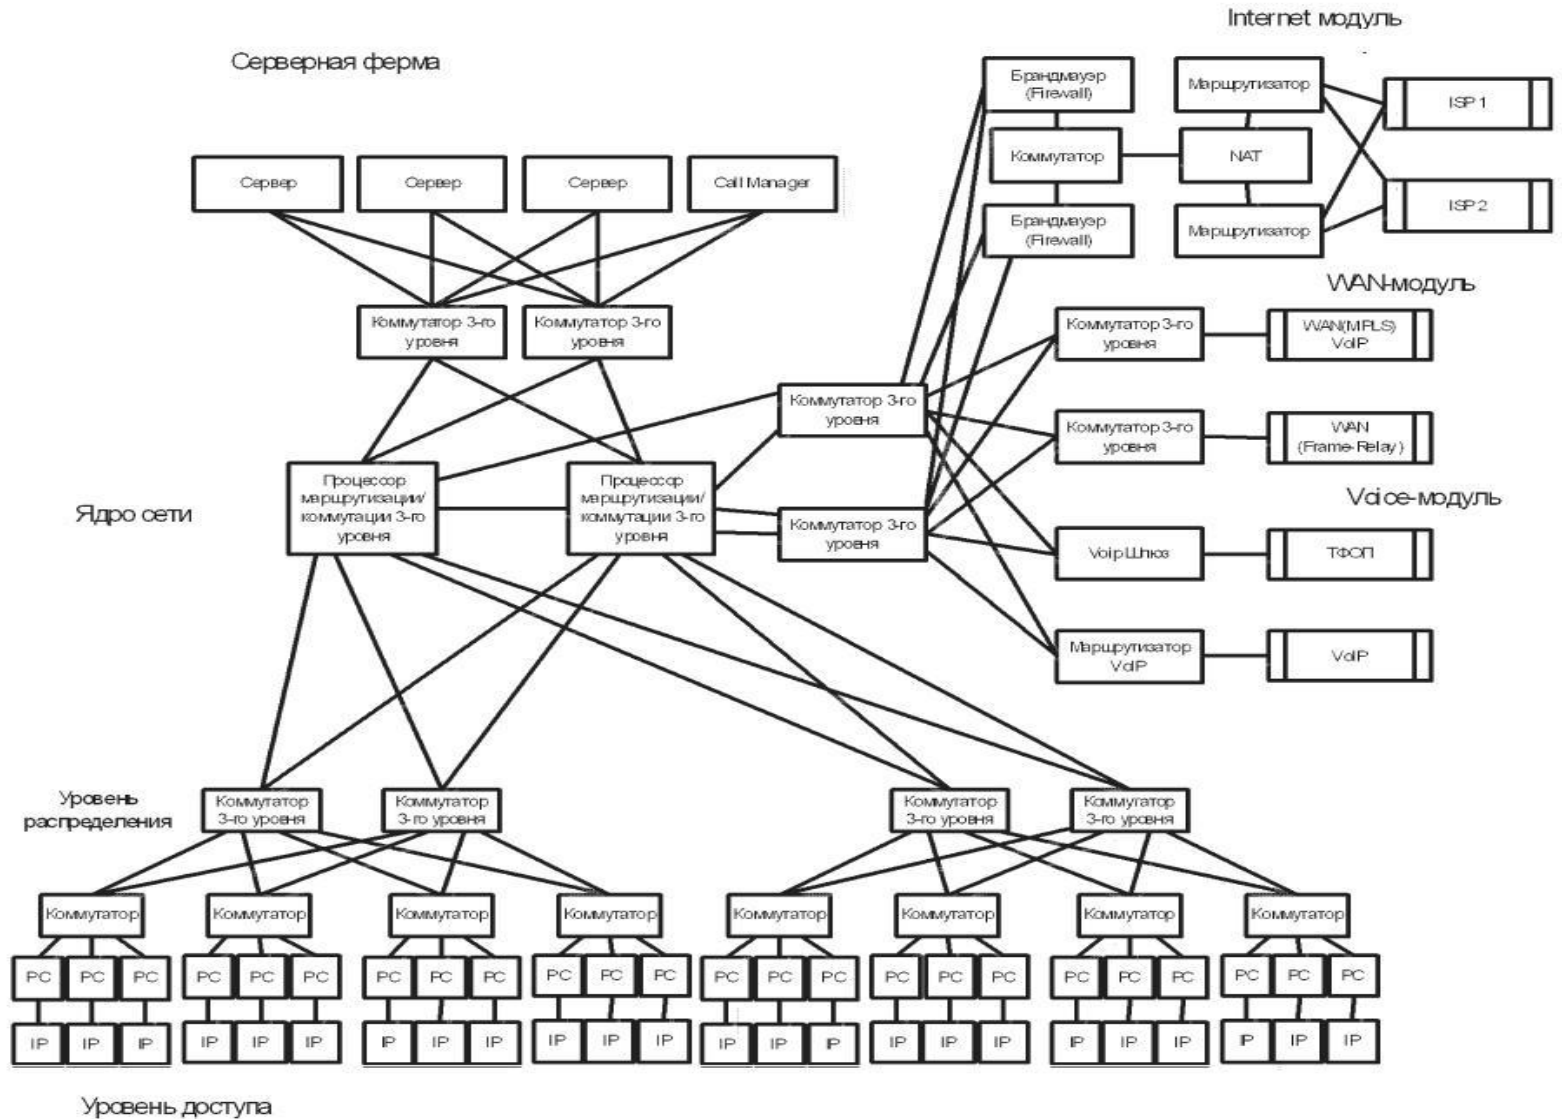 Internet модуль
Серверная ферма
Брандмауэр
(Firewall)
Маршрутизатор
ISP 1
Коммутатор
NAT
Сервер
Сервер
Сервер
Call Manager
Брандмауэр
(Firewall)
Маршрутизатор
ISP 2
WAN-модуль
Коммутатор 3-го
уровня
Коммутатор 3-го
уровня
Коммутатор 3-го
уровня
WAN(MPLS)
VoIP
Коммутатор 3-го
уровня
Коммутатор 3-го
уровня
WAN
(Frame-Relay)
Ядро сети
Процессор
маршрутизации/
коммутации 3-го
уровня
Процессор
маршрутизации/
коммутации 3-го
уровня
Коммутатор 3-го
уровня
Voice-модуль
Voip Шлюз
ТФОП
Маршрутизатор
VoIP
VoIP
Уровень
распределения
Коммутатор
3-го уровня
Коммутатор
3-го уровня
Коммутатор
3-го уровня
Коммутатор
3-го уровня
Коммутатор
Коммутатор
Коммутатор
Коммутатор
Коммутатор
Коммутатор
Коммутатор
Коммутатор
PC PC PC PC PC PC PC PC PC PC PC PC PC PC PC PC PC PC PC PC PC PC PC PC
IP IP IP IP IP IP IP IP IP IP IP IP IP IP IP IP IP IP IP IP IP IP IP IP
Уровень доступа